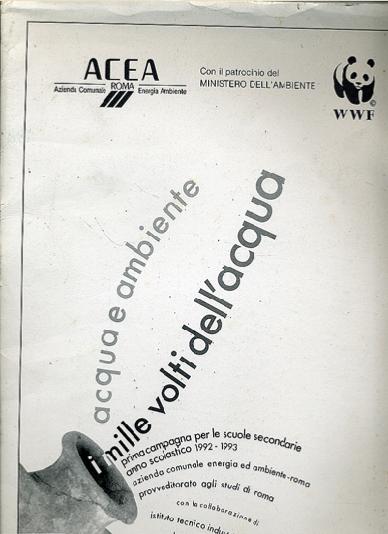 ACEA
Azienda Comunale ROMA Energia Ambiente
Con il patrocinio del
MINISTERO DELL'AMBIENTE
©
WWF
acqua e ambiente
i mille volti dell'acqua
prima campagna per le scuole secondarie
anno scolastico 1992 - 1993
azienda comunale energia ed ambiente-roma
provveditorato agli studi di roma
con la collaborazione di
istituto tecnico